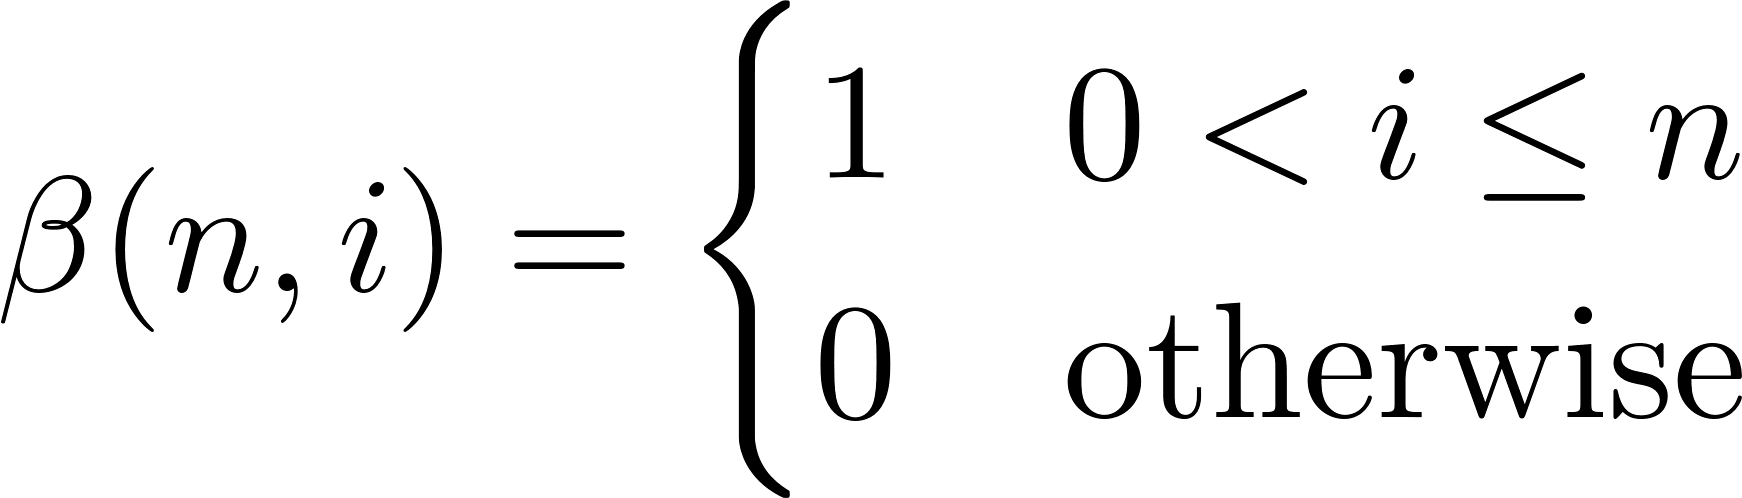 β(n, i) = { 1 0 < i ≤ n
0 otherwise